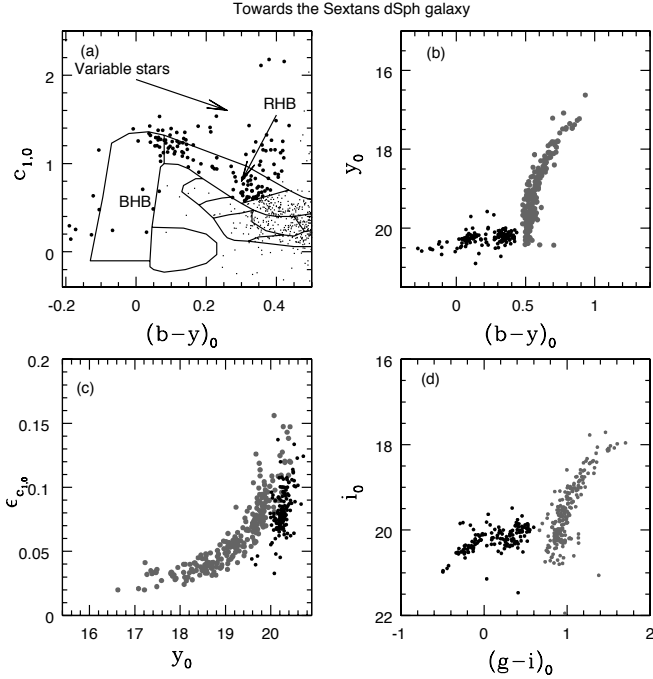 Towards the Sextans dSph galaxy
(a)
Variable stars
RHB
BHB
2
1
0
c1,0
-0.2
0
0.2
0.4
(b−y)0
(b)
16
18
20
y0
0
0.5
1
(b−y)0
(c)
0.2
0.15
0.1
0.05
0
ϵc1,0
16
17
18
19
20
y0
(d)
16
18
20
22
i0
-1
0
1
2
(g−i)0